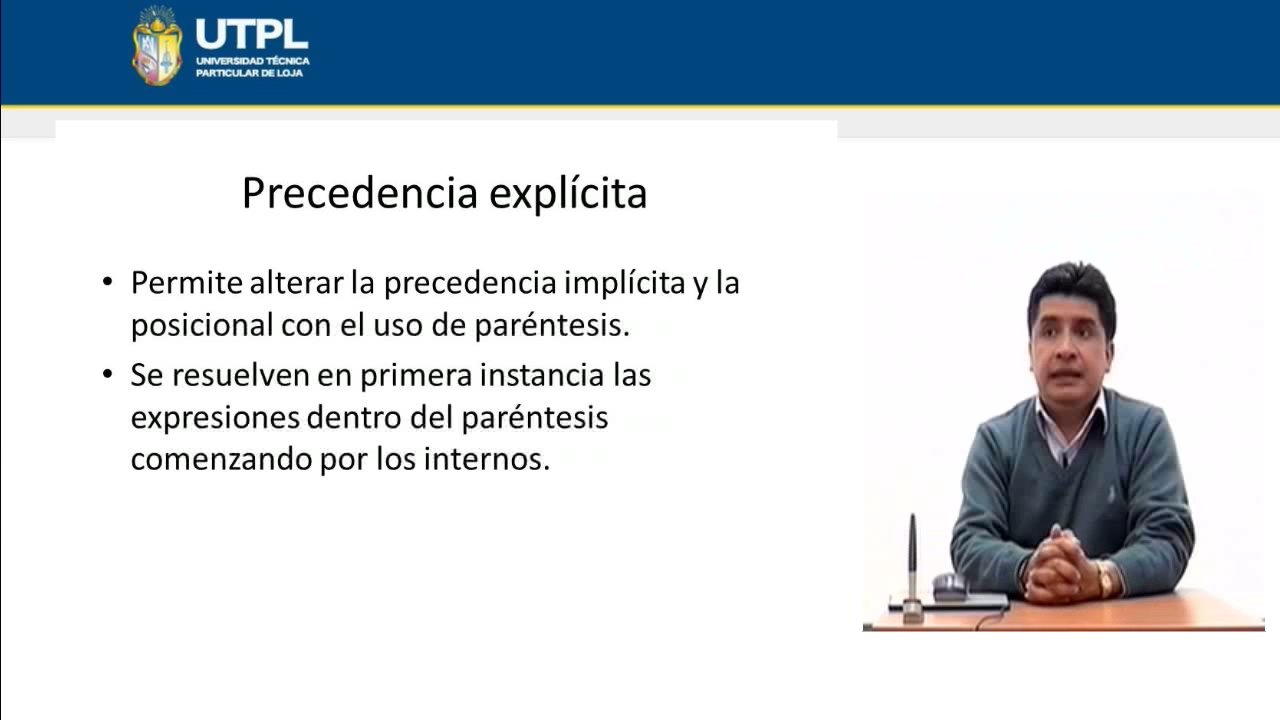 UTPL
UNIVERSIDAD TÉCNICA
PARTICULAR DE LOJA
Precedencia explícita
• Permite alterar la precedencia implícita y la
posicional con el uso de paréntesis.
• Se resuelven en primera instancia las
expresiones dentro del paréntesis
comenzando por los internos.